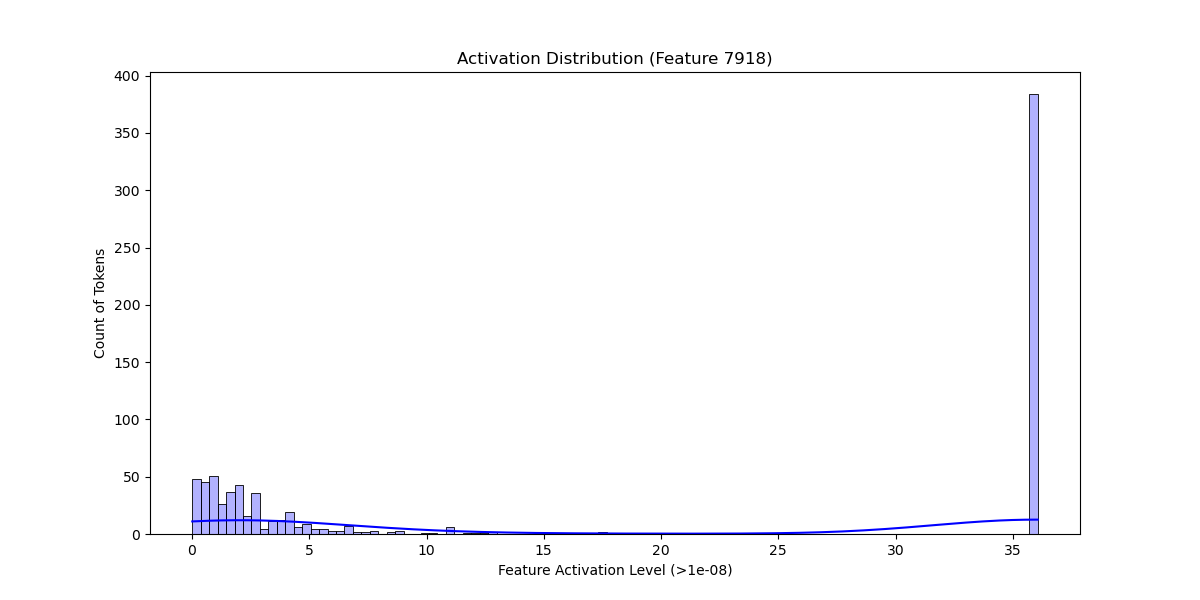 Activation Distribution (Feature 7918)
400
350
300
250
200
150
100
50
0
Count of Tokens
0 5 10 15 20 25 30 35
Feature Activation Level (>1e-08)